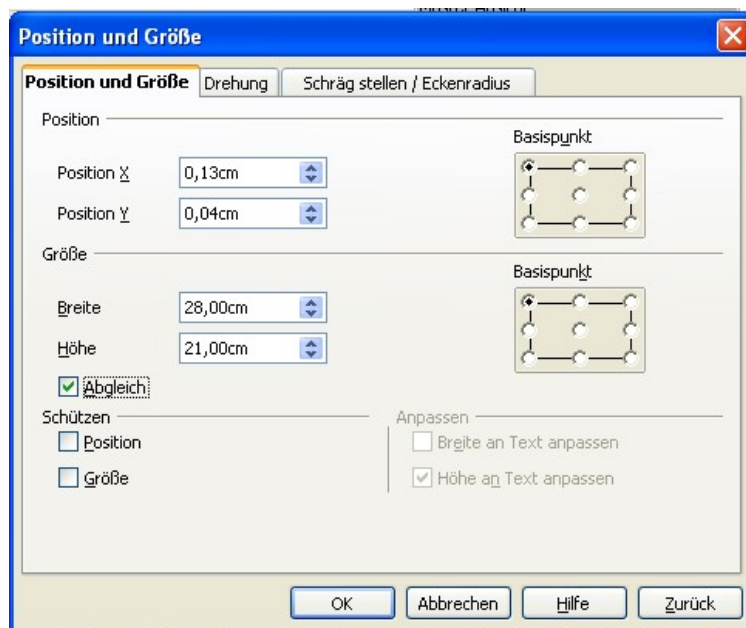 Position und Größe
Position und Größe Drehung Schräg stellen / Eckenradius
Position
Basispunkt
Position X 0,13cm
Position Y 0,04cm
Größe
Basispunkt
Breite 28,00cm
Höhe 21,00cm
Abgleich
Schützen Anpassen
Position Breite an Text anpassen
Größe Höhe an Text anpassen
OK Abbrechen Hilfe Zurück